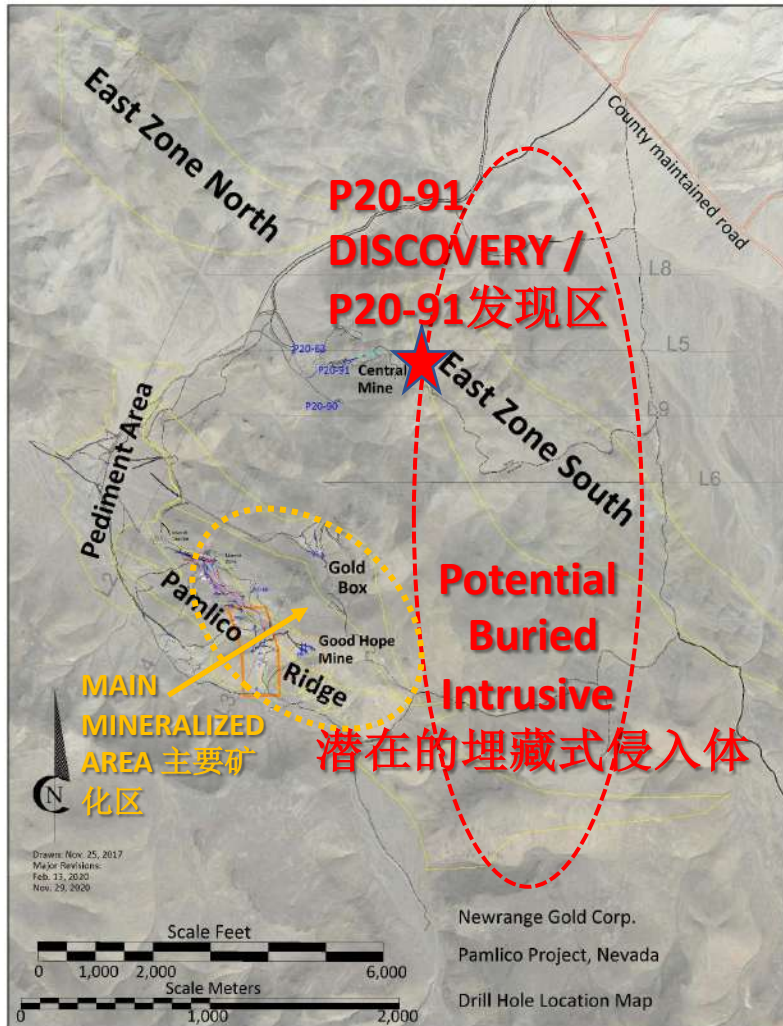 East Zone North
County maintained road
P20-91
DISCOVERY /
P20-91发现区
L8
L5
P20-91
Central
Mine
East Zone South
P20-90
L9
L6
Pediment Area
Gold
Box
Pamlico
Ridge
Good Hope
Mine
Potential
Buried
Intrusive
潜在的埋藏式侵入体
MAIN
MINERALIZED
AREA 主要矿
化区
N
Drawn: Nov. 25, 2017
Major Revisions:
Feb. 13, 2020
Nov. 29, 2020
Scale Feet
0 1,000 2,000 6,000
Scale Meters
0 1,000 2,000
Newrange Gold Corp.
Pamlico Project, Nevada
Drill Hole Location Map